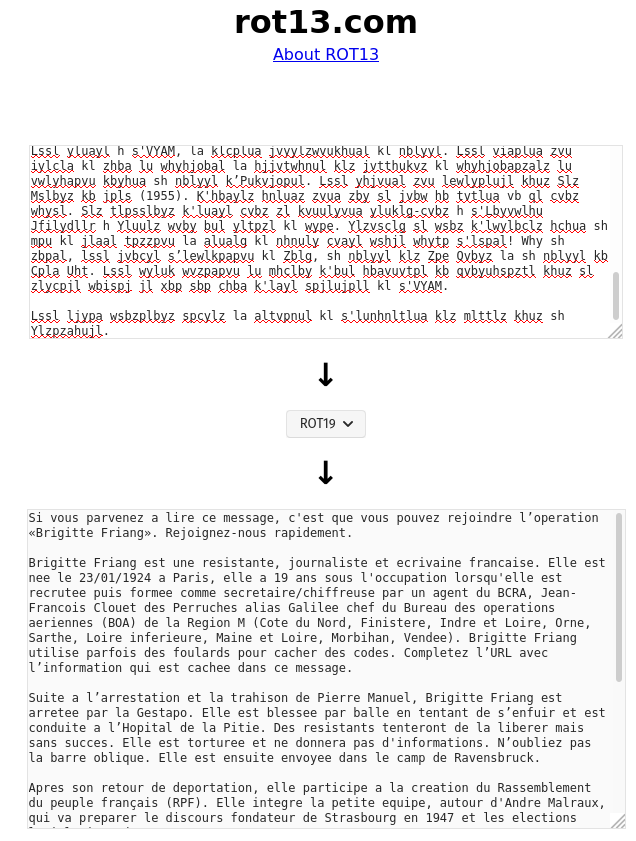 rot13.com
About ROT13
Lssl yluayl h s'VYAM, la klcplua jvyylzwvukhual kl nblyyl. Lssl viaplua zvu
ivlcla kl zhba lu whyhjobal la hjjvtwhnul klz jvtthukvz kl whyhjobapzalz lu
vwlyhapvu kbyhua sh nblyyl k’Pukvjopul. Lssl yhjvual zvu lewlyplujl khuz Slz
Mslbyz kb jpls (1955). K'hbaylz hnluaz zvua zby sl jvbw hb tvtlua vb ql cvbz
whysl. Slz tlpsslbyz k'luayl cvbz zl kvuulyvua yluklg-cvbz h s'Lbyvwlhu
Jfilydllr h Yluulz wvby bul yltpzl kl wype. Ylzvsclg sl wsbz k'lwylbclz hchua sh
mpu kl jlaal tpzzpvu la alualg kl nhnuly cvayl wshjl whytp s'lspal! Why sh
zbpal, lssl jvbcyl s’lewlkpapvu kl Zblg, sh nblyyl klz Zpe Qvbyz la sh nblyyl kb
Cpla Uht. Lssl wyluk wvzpapvu lu mhclby k'bul hbavuvtpl kb qvbyuhspztl khuz sl
zlycpjl wbispj jl xbp sbp chba k'layl spjlujpll kl s'VYAM.
Lssl ljypa wsbzplbyz spcylz la altvpnul kl s'lunhnltlua klz mlttlz khuz sh
Ylzpzahujl.
↓
ROT19
↓
Si vous parvenez a lire ce message, c'est que vous pouvez rejoindre l’operation
«Brigitte Friang». Rejoignez-nous rapidement.
Brigitte Friang est une resistante, journaliste et ecrivaine francaise. Elle est
nee le 23/01/1924 a Paris, elle a 19 ans sous l'occupation lorsqu'elle est
recrutee puis formee comme secretaire/chiffreuse par un agent du BCRA, Jean-
Francois Clouet des Perruches alias Galilee chef du Bureau des operations
aeriennes (BOA) de la Region M (Cote du Nord, Finistere, Indre et Loire, Orne,
Sarthe, Loire inferieure, Maine et Loire, Morbihan, Vendee). Brigitte Friang
utilise parfois des foulards pour cacher des codes. Completez l’URL avec
l’information qui est cachee dans ce message.
Suite a l’arrestation et la trahison de Pierre Manuel, Brigitte Friang est
arretee par la Gestapo. Elle est blessee par balle en tentant de s’enfuir et est
conduite a l’Hopital de la Pitie. Des resistants tenteront de la liberer mais
sans succes. Elle est torturee et ne donnera pas d'informations. N’oubliez pas
la barre oblique. Elle est ensuite envoyee dans le camp de Ravensbruck.
Apres son retour de deportation, elle participe a la creation du Rassemblement
du peuple français (RPF). Elle integre la petite equipe, autour d'Andre Malraux,
qui va preparer le discours fondateur de Strasbourg en 1947 et les elections